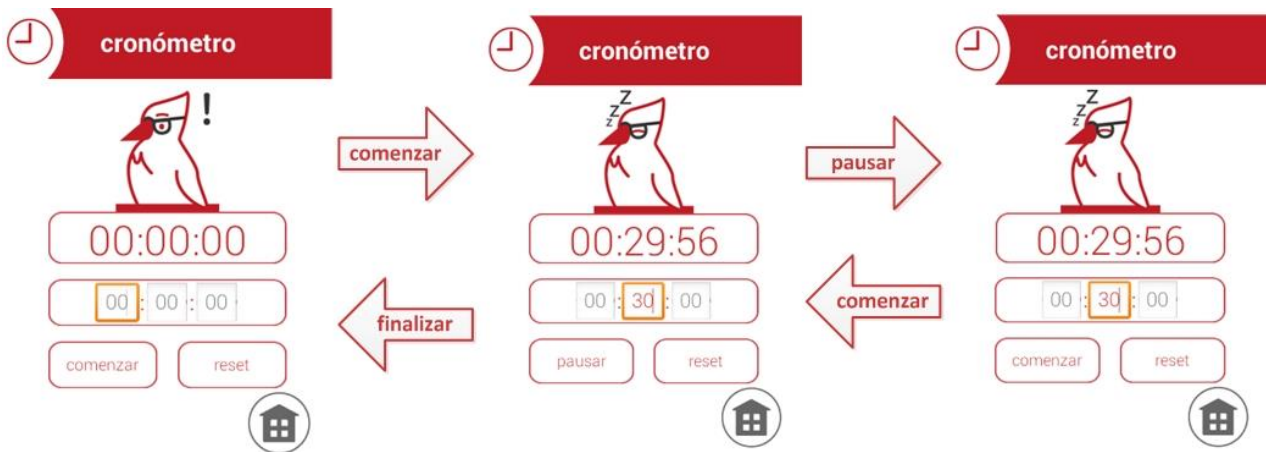 cronómetro
!
00:00:00
00 : 00 : 00
comenzar
reset
comenzar
finalizar
cronómetro
z z Z
00:29:56
00 : 30 : 00
pausar
reset
pausar
comenzar
cronómetro
z z Z
00:29:56
00 : 30 : 00
comenzar
reset